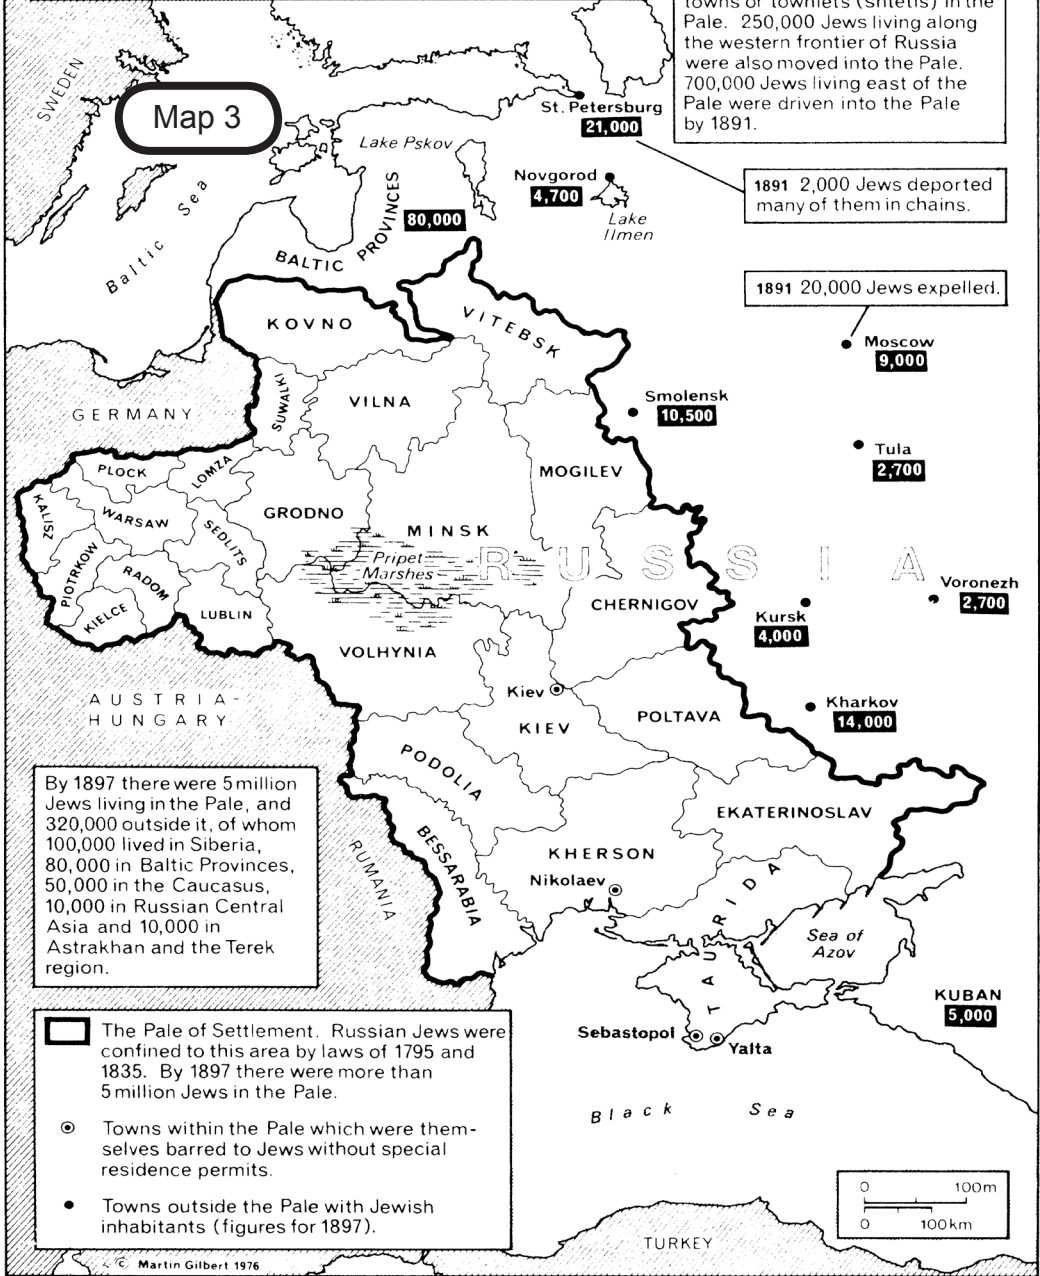 towns or townlets (shtetls) in the
Pale. 250,000 Jews living along
the western frontier of Russia
were also moved into the Pale.
700,000 Jews living east of the
Pale were driven into the Pale
by 1891.
SWEDEN
Map 3
St. Petersburg
21,000
Lake Pskov
Novgorod
4,700
Lake
Ilmen
1891 2,000 Jews deported
many of them in chains.
Baltic Sea
BALTIC PROVINCES
80,000
1891 20,000 Jews expelled.
KOVNO
VITEBSK
Moscow
9,000
SUWALKI
VILNA
Smolensk
10,500
GERMANY
Tula
2,700
PLOCK
LOMZA
MOGILEV
KALISZ
WARSAW
SEDLITS
GRODNO
MINSK
Pripet
Marshes
RUSSIA
PIOTRKOW
RADOM
KIELCE
LUBLIN
CHERNIGOV
Voronezh
2,700
Kursk
4,000
VOLHYNIA
AUSTRIA-
HUNGARY
Kiev
KIEV
POLTAVA
Kharkov
14,000
PODOLIA
By 1897 there were 5 million
Jews living in the Pale, and
320,000 outside it, of whom
100,000 lived in Siberia,
80,000 in Baltic Provinces,
50,000 in the Caucasus,
10,000 in Russian Central
Asia and 10,000 in
Astrakhan and the Terek
region.
RUMANIA
BESSARABIA
EKATERINOSLAV
KHERSON
Nikolaev
TAURIDA
Sea of
Azov
KUBAN
5,000
Sebastopol
Yalta
Black Sea
The Pale of Settlement. Russian Jews were
confined to this area by laws of 1795 and
1835. By 1897 there were more than
5 million Jews in the Pale.
Towns within the Pale which were them-
selves barred to Jews without special
residence permits.
Towns outside the Pale with Jewish
inhabitants (figures for 1897).
0 100m
0 100km
TURKEY
© Martin Gilbert 1976